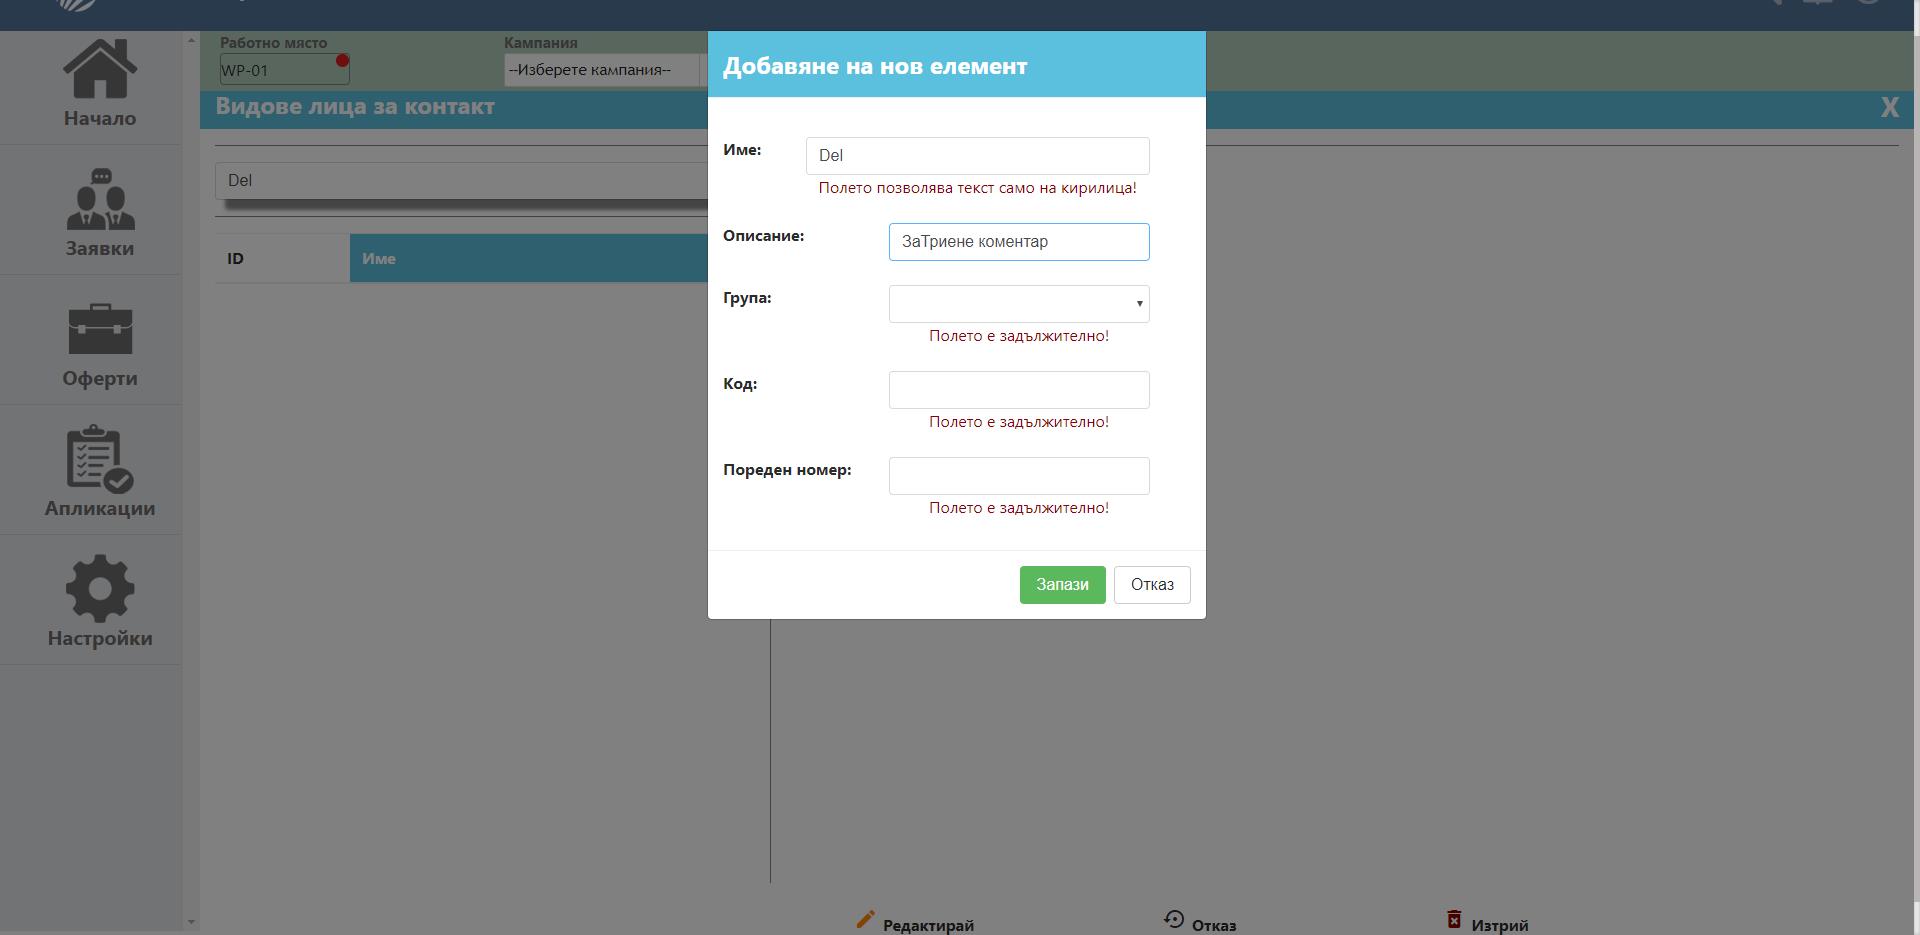 Работно място
WP-01
Кампания
--Изберете кампания--
Видове лица за контакт
X
Del
ID
Име
Начало
Заявки
Оферти
Апликации
Настройки
Добавяне на нов елемент
Име:
Del
Полето позволява текст само на кирилица!
Описание:
ЗаТриене коментар
Група:
Полето е задължително!
Код:
Полето е задължително!
Пореден номер:
Полето е задължително!
Запази
Отказ
Редактирай
Отказ
Изтрий